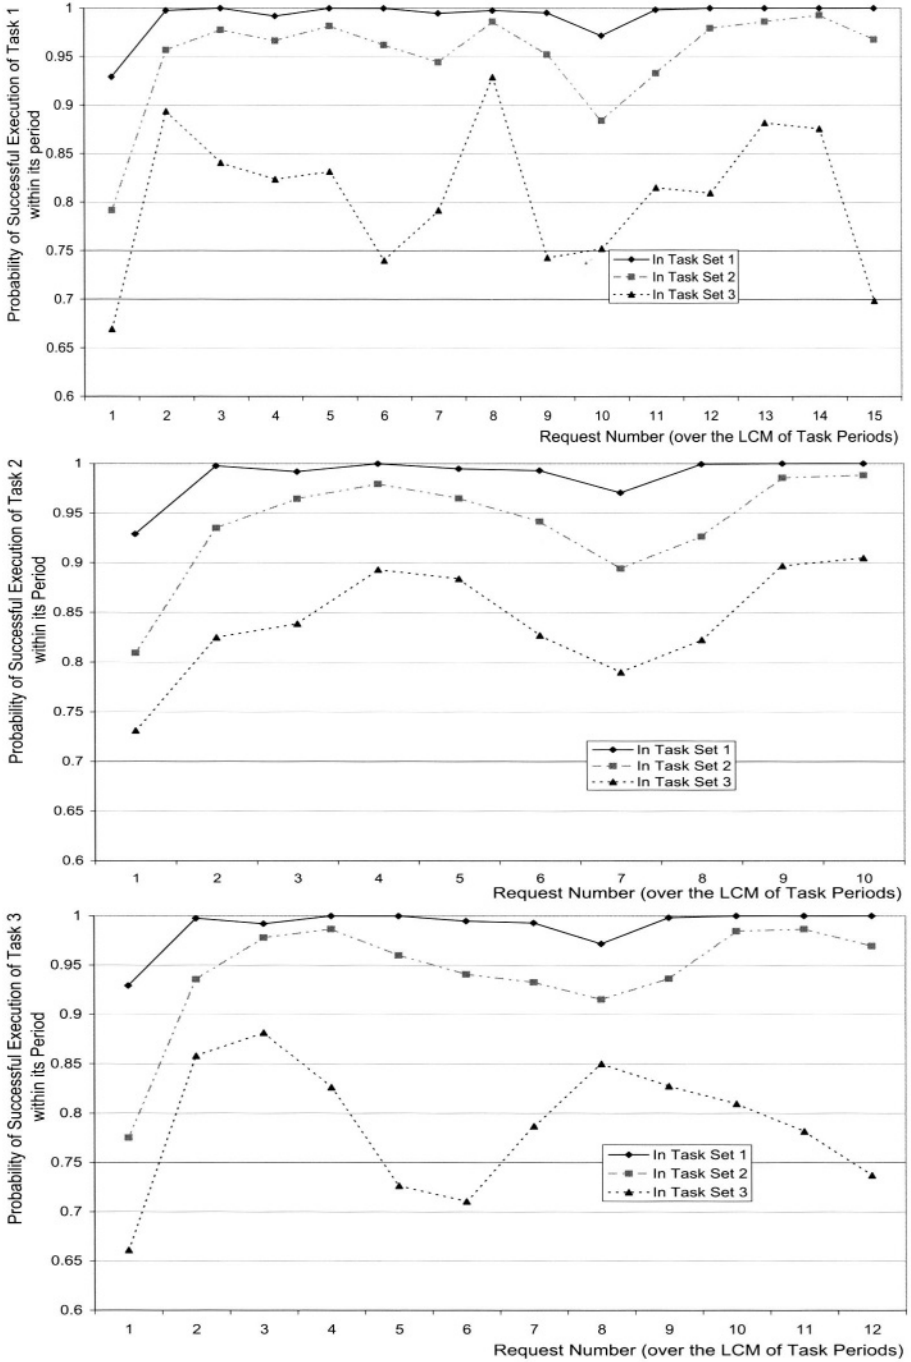 Probability of Successful Execution of Task 1
within its period
1
0.95
0.9
0.85
0.8
0.75
0.7
0.65
0.6
In Task Set 1
In Task Set 2
In Task Set 3
1 2 3 4 5 6 7 8 9 10 11 12 13 14 15
Request Number (over the LCM of Task Periods)
Probability of Successful Execution of Task 2
within its Period
1
0.95
0.9
0.85
0.8
0.75
0.7
0.65
0.6
In Task Set 1
In Task Set 2
In Task Set 3
1 2 3 4 5 6 7 8 9 10
Request Number (over the LCM of Task Periods)
Probability of Successful Execution of Task 3
within its Period
1
0.95
0.9
0.85
0.8
0.75
0.7
0.65
0.6
In Task Set 1
In Task Set 2
In Task Set 3
1 2 3 4 5 6 7 8 9 10 11 12
Request Number (over the LCM of Task Periods)